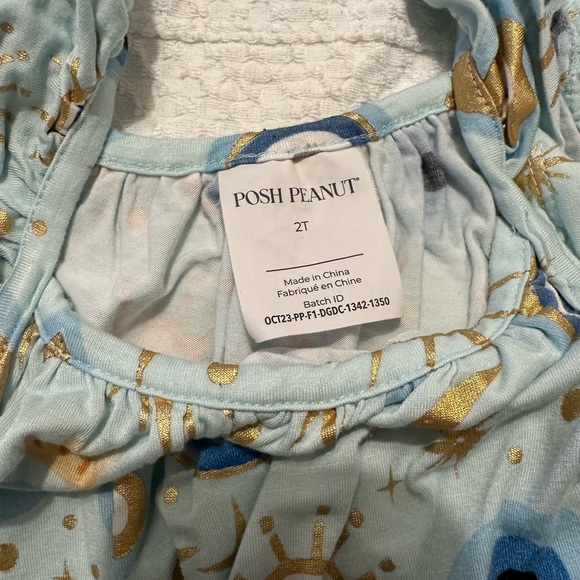 POSH PEANUT®
2T
Made in China
Fabriqué en Chine
Batch ID
OCT23-PP-F1-DGDC-1342-1350